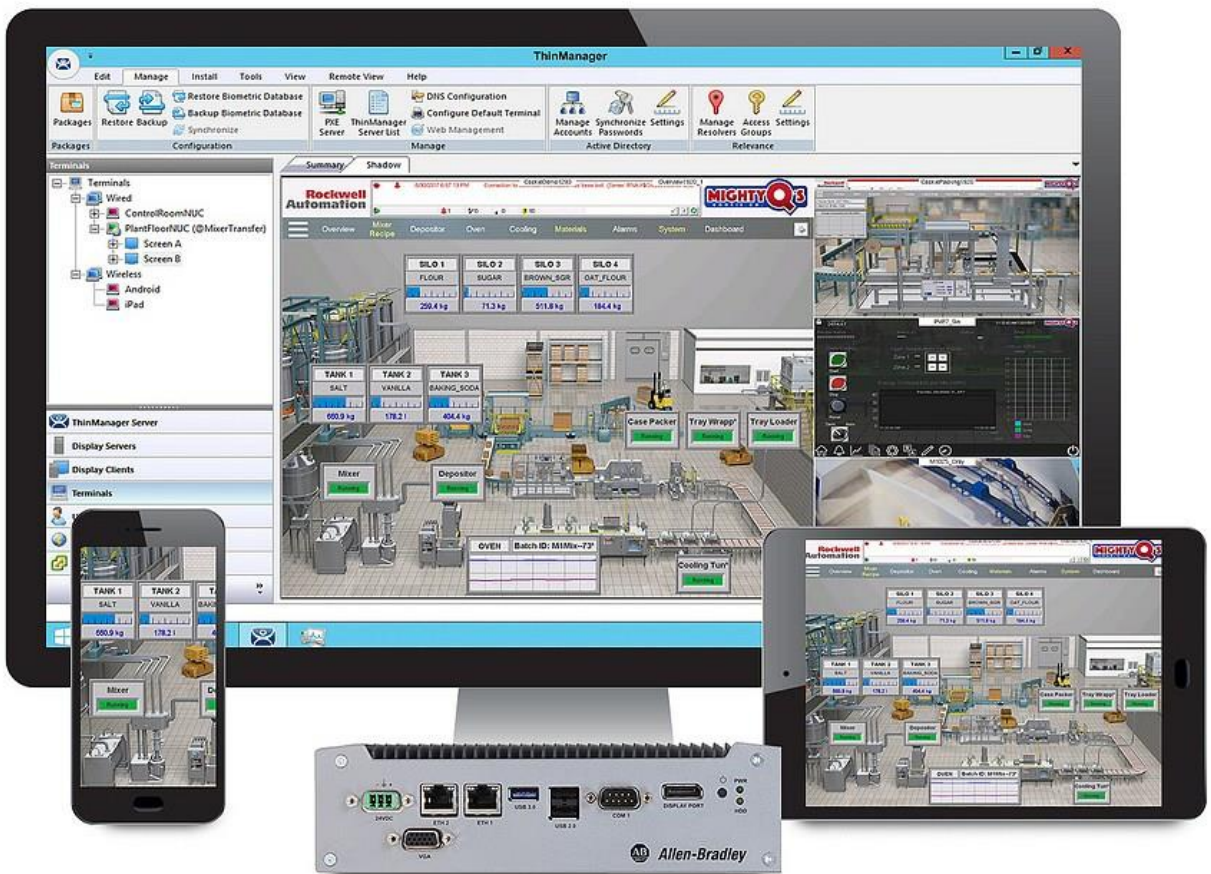 ThinManager
Edit Manage Install Tools View Remote View Help
Packages
Restore Backup
Restore Biometric Database
Backup Biometric Database
Synchronize
PXE Server
ThinManager Server List
DNS Configuration
Configure Default Terminal
Web Management
Manage Accounts
Synchronize Passwords
Settings
Manage Resolvers
Access Groups
Settings
Packages Configuration Manage Active Directory Relevance
Terminals
Summary Shadow
Terminals
Wired
ControlRoomNUC
PlantFloorNUC (@MixerTransfer)
Screen A
Screen B
Wireless
Android
iPad
ThinManager Server
Display Servers
Display Clients
Terminals
Rockwell Automation
MIGHTY Q'S
Overview Mixer Recipe Depositor Oven Cooling Materials Alarms System Dashboard
SILO 1 SILO 2 SILO 3 SILO 4
FLOUR SUGAR BROWN_SGR OAT_FLOUR
259.4 kg 71.3 kg 511.6 kg 184.4 kg
TANK 1 TANK 2 TANK 3
SALT VANILLA BAKING_SODA
660.9 kg 178.2 l 404.4 kg
Case Packer Tray Wrapp* Tray Loader
Running Running Running
Mixer Depositor
Running Running
OVEN Batch ID: M1Mix--73*
Cooling Tun*
Running
TANK 1 TANK 2
SALT VANILLA
660.9 kg 178.2 l
Mixer
Running
Rockwell Automation
MIGHTY Q'S
Overview Mixer Recipe Depositor Oven Cooling Materials Alarms System Dashboard
SILO 1 SILO 2 SILO 3 SILO 4
FLOUR SUGAR BROWN_SGR OAT_FLOUR
TANK 1 TANK 2 TANK 3
SALT VANILLA BAKING_SODA
Case Packer Tray Wrapp* Tray Loader
Mixer Depositor
OVEN Batch ID: M1Mix--73*
Cooling Tun*
24VDC
ETH 2 ETH 1
USB 3.0
USB 2.0
COM 1
DISPLAY PORT
PWR
HDD
VGA
AB Allen-Bradley